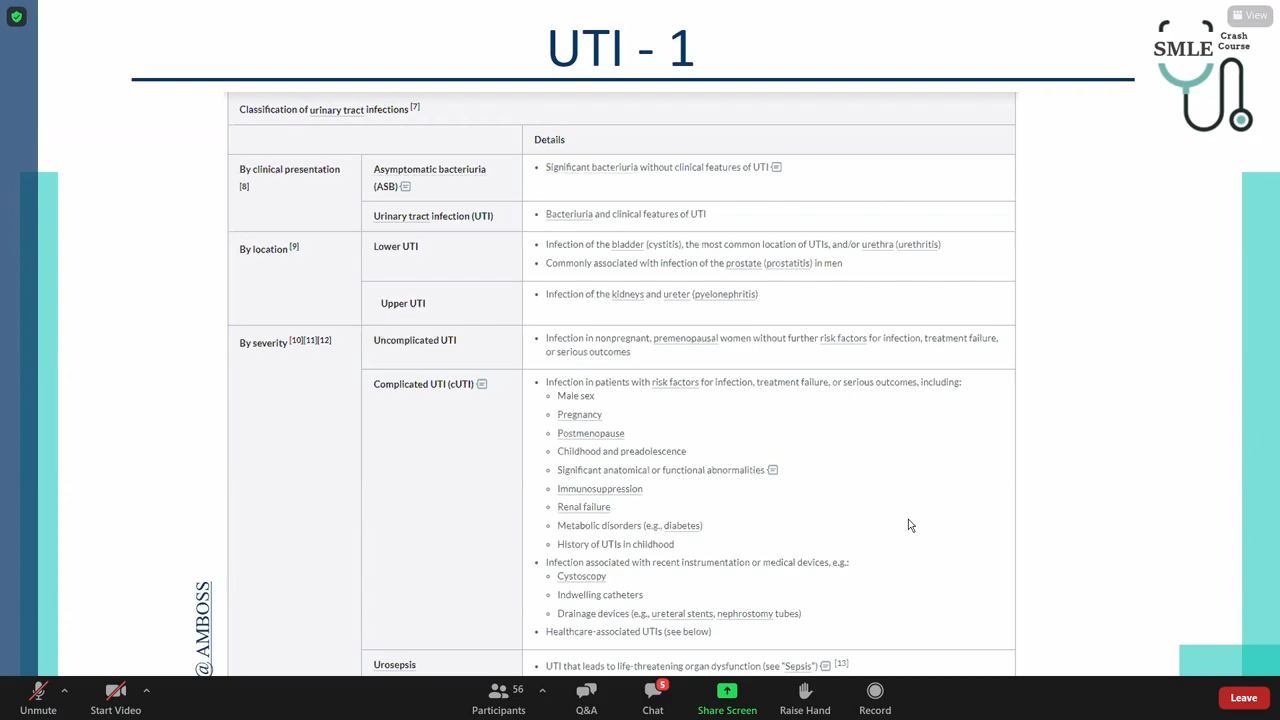 View
UTI - 1
SMLE Crash Course
Classification of urinary tract infections [7]
Details
By clinical presentation [8]
Asymptomatic bacteriuria (ASB)
• Significant bacteriuria without clinical features of UTI
Urinary tract infection (UTI)
• Bacteriuria and clinical features of UTI
By location [9]
Lower UTI
• Infection of the bladder (cystitis), the most common location of UTIs, and/or urethra (urethritis)
• Commonly associated with infection of the prostate (prostatitis) in men
Upper UTI
• Infection of the kidneys and ureter (pyelonephritis)
By severity [10][11][12]
Uncomplicated UTI
• Infection in nonpregnant, premenopausal women without further risk factors for infection, treatment failure,
or serious outcomes
Complicated UTI (cUTI)
• Infection in patients with risk factors for infection, treatment failure, or serious outcomes, including:
Male sex
Pregnancy
Postmenopause
Childhood and preadolescence
Significant anatomical or functional abnormalities
Immunosuppression
Renal failure
Metabolic disorders (e.g., diabetes)
History of UTIs in childhood
• Infection associated with recent instrumentation or medical devices, e.g.:
Cystoscopy
Indwelling catheters
Drainage devices (e.g., ureteral stents, nephrostomy tubes)
• Healthcare-associated UTIs (see below)
Urosepsis
• UTI that leads to life-threatening organ dysfunction (see "Sepsis") [13]
@ AMBOSS
Unmute
Start Video
56
Participants
Q&A
5
Chat
Share Screen
Raise Hand
Record
Leave